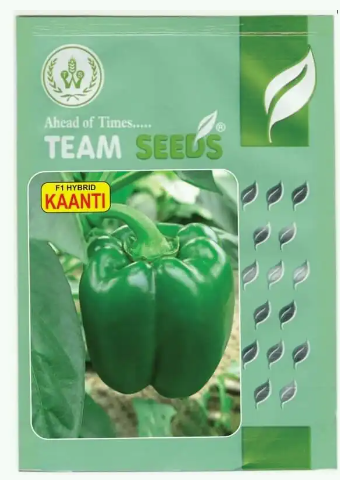 W
Ahead of Times.....
TEAM SEEDS®
F1 HYBRID
KAANTI